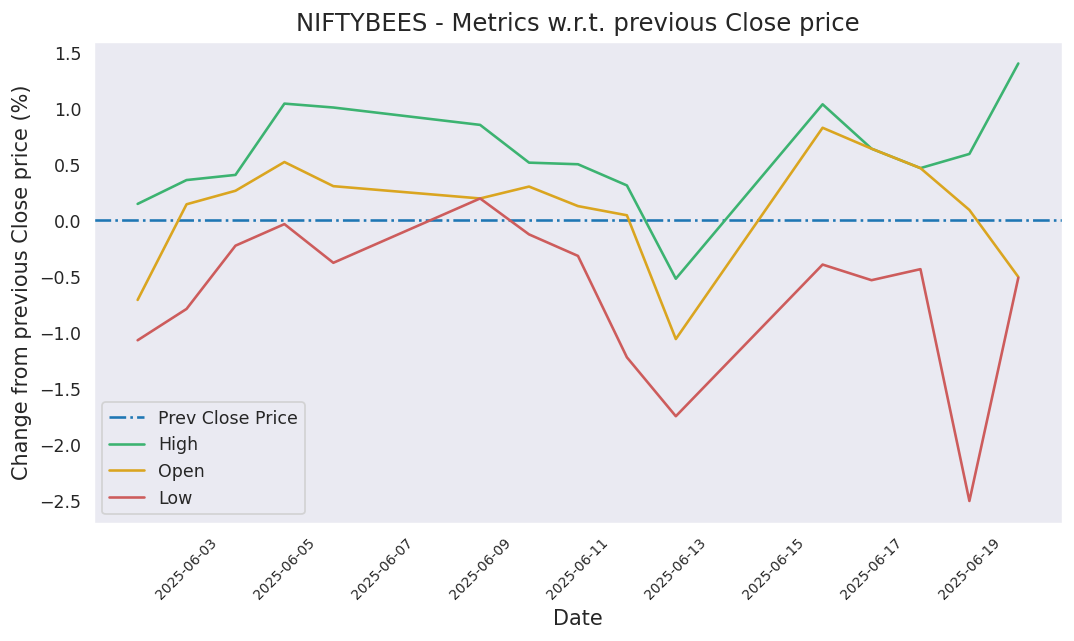 NIFTYBEES - Metrics w.r.t. previous Close price
Change from previous Close price (%)
1.5
1.0
0.5
0.0
−0.5
−1.0
−1.5
−2.0
−2.5
Prev Close Price
High
Open
Low
2025-06-03
2025-06-05
2025-06-07
2025-06-09
2025-06-11
2025-06-13
2025-06-15
2025-06-17
2025-06-19
Date